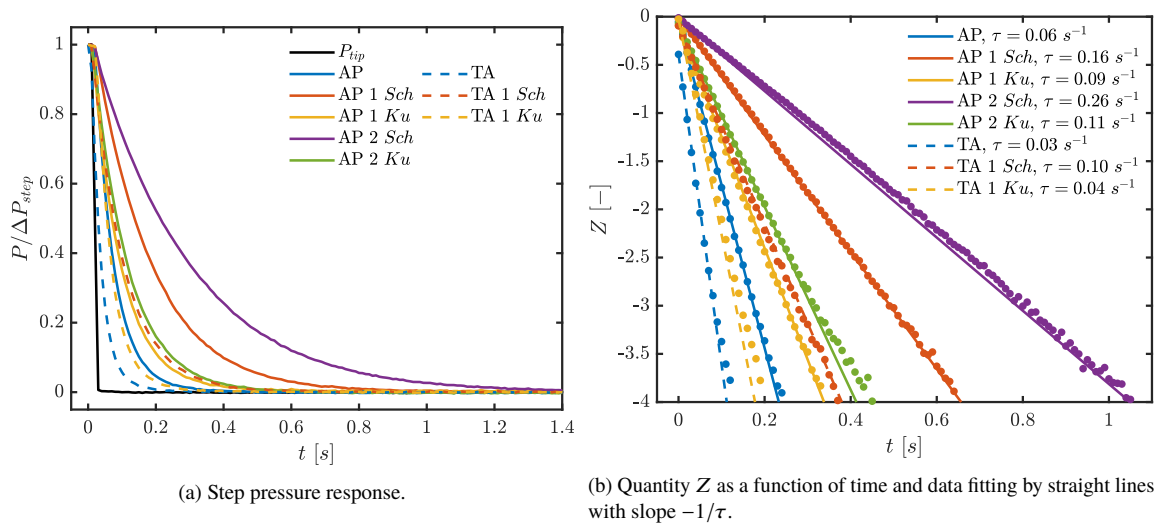 1
0.8
0.6
0.4
0.2
0
P/ΔP_step
0 0.2 0.4 0.6 0.8 1 1.2 1.4
t [s]
P_tip
AP
AP 1 Sch
AP 1 Ku
AP 2 Sch
AP 2 Ku
TA
TA 1 Sch
TA 1 Ku
(a) Step pressure response.
0
-0.5
-1
-1.5
-2
-2.5
-3
-3.5
-4
Z [-]
0 0.2 0.4 0.6 0.8 1
t [s]
AP, τ = 0.06 s⁻¹
AP 1 Sch, τ = 0.16 s⁻¹
AP 1 Ku, τ = 0.09 s⁻¹
AP 2 Sch, τ = 0.26 s⁻¹
AP 2 Ku, τ = 0.11 s⁻¹
TA, τ = 0.03 s⁻¹
TA 1 Sch, τ = 0.10 s⁻¹
TA 1 Ku, τ = 0.04 s⁻¹
(b) Quantity Z as a function of time and data fitting by straight lines
with slope −1/τ.